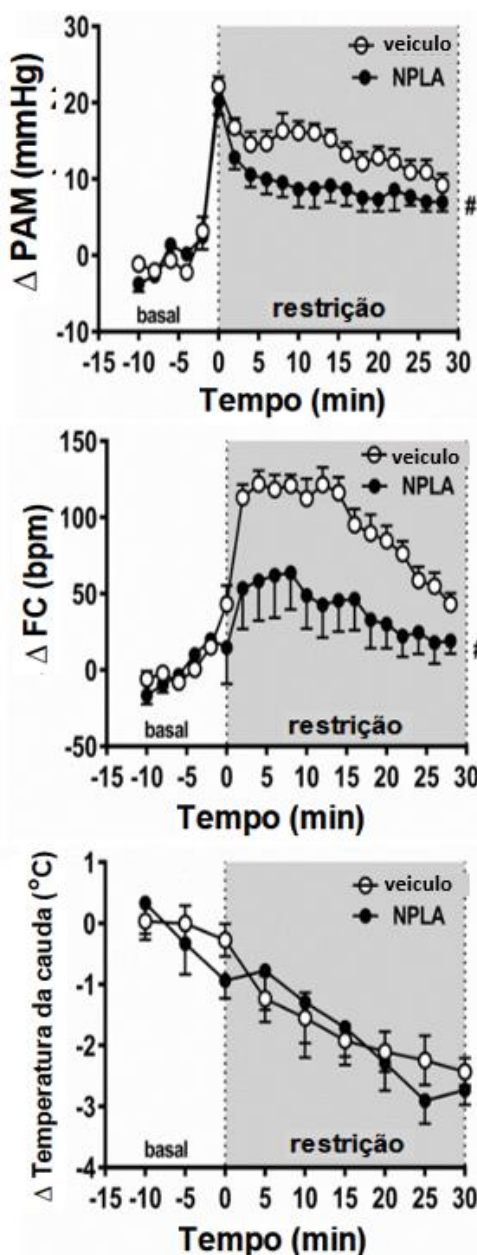 Δ PAM (mmHg)
30
20
10
0
-10
veiculo
NPLA
#
basal
restrição
-15 -10 -5 0 5 10 15 20 25 30
Tempo (min)
Δ FC (bpm)
150
100
50
0
-50
veiculo
NPLA
#
basal
restrição
-15 -10 -5 0 5 10 15 20 25 30
Tempo (min)
Δ Temperatura da cauda (°C)
1
0
-1
-2
-3
-4
veiculo
NPLA
basal
restrição
-15 -10 -5 0 5 10 15 20 25 30
Tempo (min)